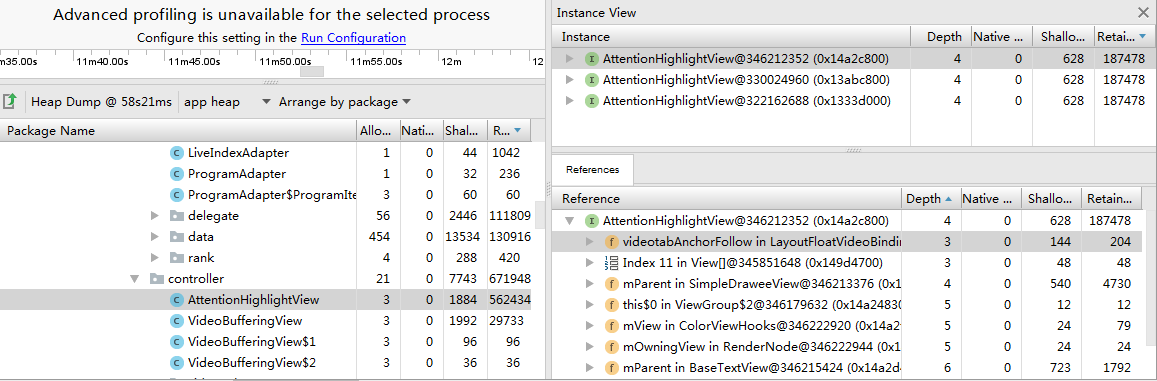 Advanced profiling is unavailable for the selected process
Configure this setting in the Run Configuration
m35.00s 11m40.00s 11m45.00s 11m50.00s 11m55.00s 12m 12
Heap Dump @ 58s21ms app heap Arrange by package
Package Name Allo... Nati... Shal... R...
LiveIndexAdapter 1 0 44 1042
ProgramAdapter 1 0 32 236
ProgramAdapter$ProgramIte 3 0 60 60
delegate 56 0 2446 111809
data 454 0 13534 130916
rank 4 0 288 420
controller 21 0 7743 671948
AttentionHighlightView 3 0 1884 562434
VideoBufferingView 3 0 1992 29733
VideoBufferingView$1 3 0 96 96
VideoBufferingView$2 3 0 36 36
Instance View
Instance Depth Native ... Shallo... Retai...
AttentionHighlightView@346212352 (0x14a2c800) 4 0 628 187478
AttentionHighlightView@330024960 (0x13abc800) 4 0 628 187478
AttentionHighlightView@322162688 (0x1333d000) 4 0 628 187478
References
Reference Depth Native ... Shallo... Retain...
AttentionHighlightView@346212352 (0x14a2c800) 4 0 628 187478
videotabAnchorFollow in LayoutFloatVideoBindin 3 0 144 204
Index 11 in View[]@345851648 (0x149d4700) 3 0 48 48
mParent in SimpleDraweeView@346213376 (0x1 4 0 540 4730
this$0 in ViewGroup$2@346179632 (0x14a24830 5 0 12 12
mView in ColorViewHooks@346222920 (0x14a2 5 0 24 79
mOwningView in RenderNode@346222944 (0x1 5 0 24 24
mParent in BaseTextView@346215424 (0x14a2d4 6 0 723 1792